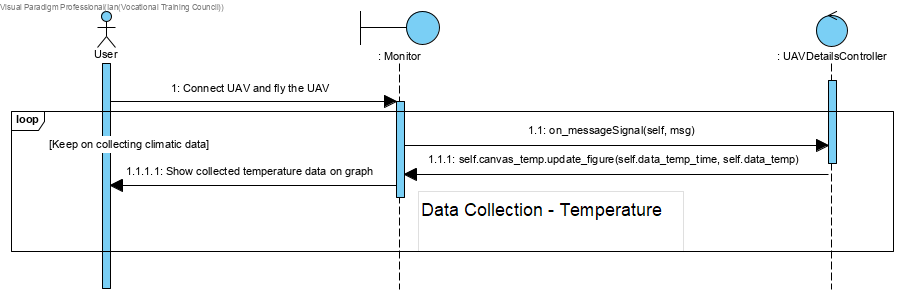 Visual Paradigm Professional(Ian(Vocational Training Council))
User
: Monitor
: UAVDetailsController
1: Connect UAV and fly the UAV
loop
1.1: on_messageSignal(self, msg)
[Keep on collecting climatic data]
1.1.1: self.canvas_temp.update_figure(self.data_temp_time, self.data_temp)
1.1.1.1: Show collected temperature data on graph
Data Collection - Temperature